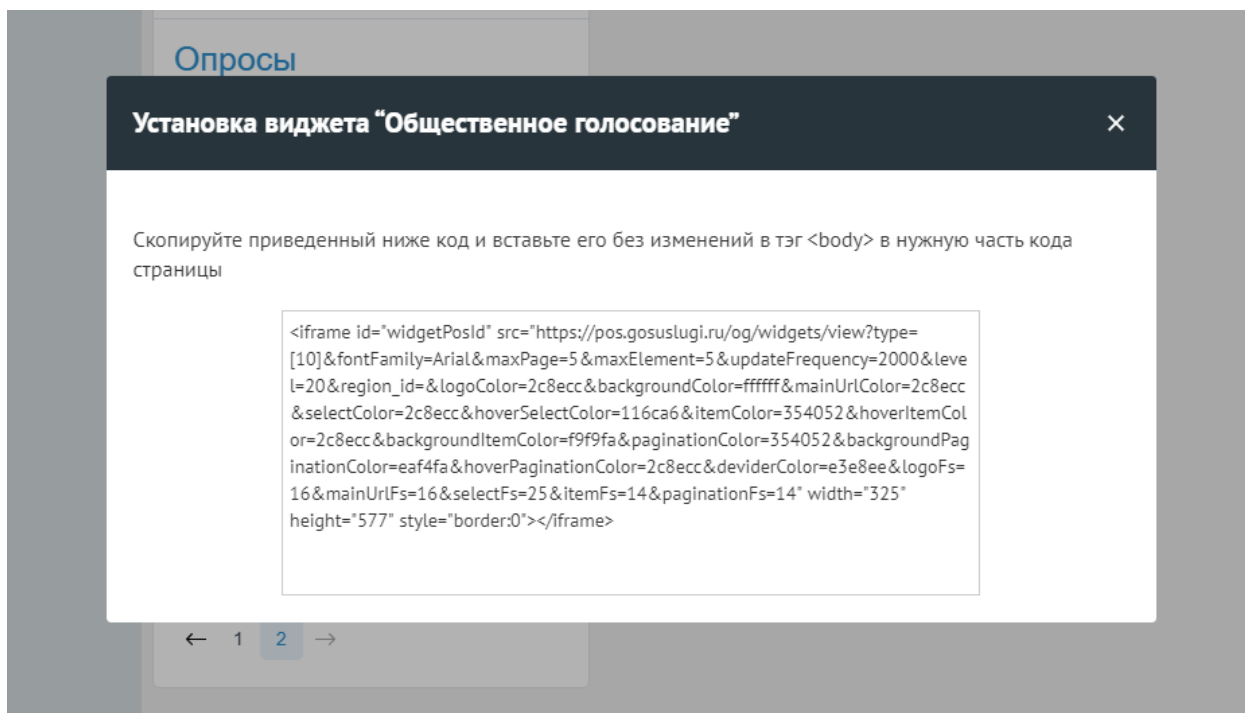 Опросы
Установка виджета “Общественное голосование”
×
Скопируйте приведенный ниже код и вставьте его без изменений в тэг <body> в нужную часть кода
страницы
<iframe id="widgetPosId" src="https://pos.gosuslugi.ru/og/widgets/view?type=
[10]&fontFamily=Arial&maxPage=5&maxElement=5&updateFrequency=2000&leve
l=20&region_id=&logoColor=2c8ecc&backgroundColor=ffffff&mainUrlColor=2c8ecc
&selectColor=2c8ecc&hoverSelectColor=116ca6&itemColor=354052&hoverItemCol
or=2c8ecc&backgroundItemColor=f9f9fa&paginationColor=354052&backgroundPag
inationColor=eaf4fa&hoverPaginationColor=2c8ecc&deviderColor=e3e8ee&logoFs=
16&mainUrlFs=16&selectFs=25&itemFs=14&paginationFs=14" width="325"
height="577" style="border:0"></iframe>
← 1 2 →